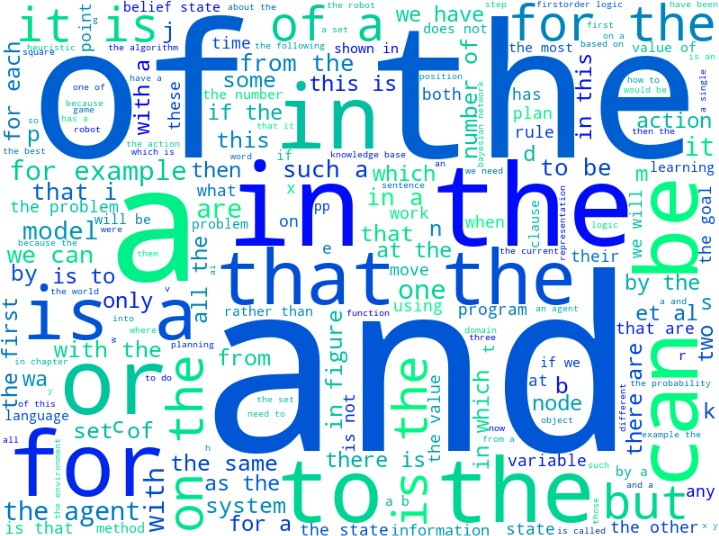 it is
belief state
about the
the robot
firstorder logic
have been
heuristic
the algorithm
j
of a
the following
a set
we have
step
for the
first
on a
is an
square
point
time
shown in
does not
the most
based on
value of
for each
of the
one of
because
game
has a
robot
with a
these
from the
some
this is
both
position
number of
bayesian network
has
plan
rule
in this
how to
would be
action
a single
so
p
the best
the action
which is
the number
if the
this
that it
word
in
if
knowledge base
an
we need
d
then the
it
for example
then
such a
which
to be
m
learning
that i
what
a
are
in the
x
pp
on
sentence
in a
work
when
clause
representation
logic
we will
the goal
the problem
will be
were
problem
model
because the
them
that
n
e
at the
the current
their
we can
by
is to
the world
all the
ai
that the
move
one
using
an agent
program
by the
can be
s
is a
only
v
into
where
rather than
function
domain
three
a and
et al
two
the first
with the
w
planning
and
that are
r
in chapter
or
from
in figure
is not
the value
in which
t
if we
at
b
node
object
different
there are
the probability
wa
y
to do
of this
language
set of
c
on the
the set
need to
now
from a
example the
k
all
for
the environment
with
h
the same
there is
variable
such
those
by a
and a
but
any
the agent
as the
system
to the
a b
is the
is that
method
for a
the state
information
state
is called
the other
x y